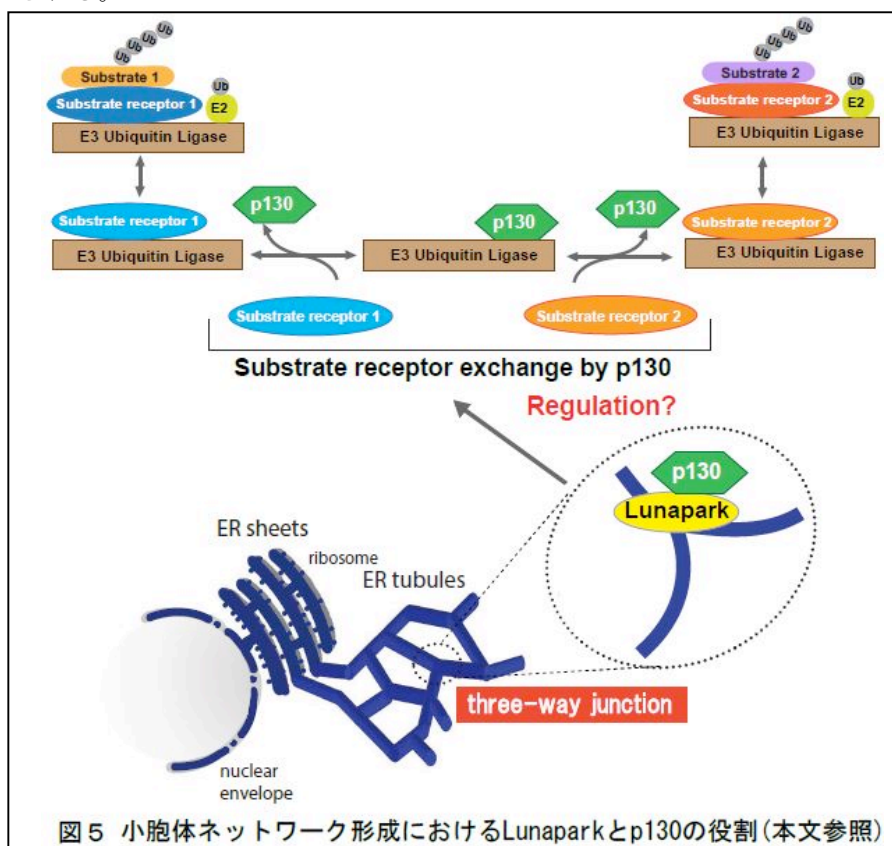 Ub Ub Ub Ub
Substrate 1
Ub
Substrate receptor 1
E2
E3 Ubiquitin Ligase
Ub Ub Ub Ub
Substrate 2
Ub
Substrate receptor 2
E2
E3 Ubiquitin Ligase
Substrate receptor 1
E3 Ubiquitin Ligase
p130
p130
E3 Ubiquitin Ligase
p130
Substrate receptor 2
E3 Ubiquitin Ligase
Substrate receptor 1
Substrate receptor 2
Substrate receptor exchange by p130
Regulation?
p130
Lunapark
ER sheets
ribosome
ER tubules
three-way junction
nuclear
envelope
図5 小胞体ネットワーク形成におけるLunaparkとp130の役割(本文参照)